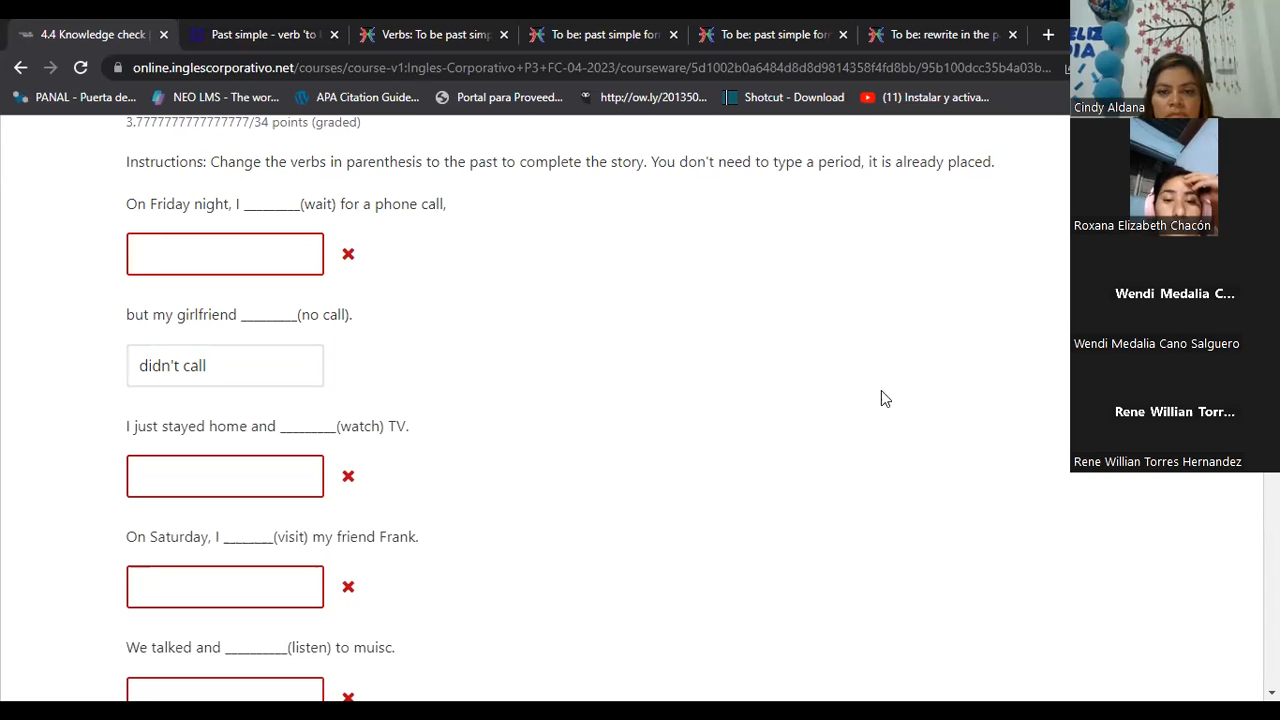 4.4 Knowledge check
Past simple - verb 'to
Verbs: To be past simp
To be: past simple for
To be: past simple for
To be: rewrite in the p
online.inglescorporativo.net/courses/course-v1:Ingles-Corporativo+P3+PC-04-2023/courseware/5d1002b0a6484d8d8f9814358f4fd8bb/95b100dcc35b4a03b...
PANAL - Puerta de...
NEO LMS - The wor...
APA Citation Guide...
Portal para Proveed...
http://ow.ly/201350...
Shotcut - Download
(11) Instalar y activa...
3.7777777777777777/34 points (graded)
Instructions: Change the verbs in parenthesis to the past to complete the story. You don't need to type a period, it is already placed.
On Friday night, I _________(wait) for a phone call,
but my girlfriend _________(no call).
didn't call
I just stayed home and _________(watch) TV.
On Saturday, I ________(visit) my friend Frank.
We talked and __________(listen) to muisc.
Cindy Aldana
Roxana Elizabeth Chacón
Wendi Medalia C...
Wendi Medalia Cano Salguero
Rene Willian Torr...
Rene Willian Torres Hernandez